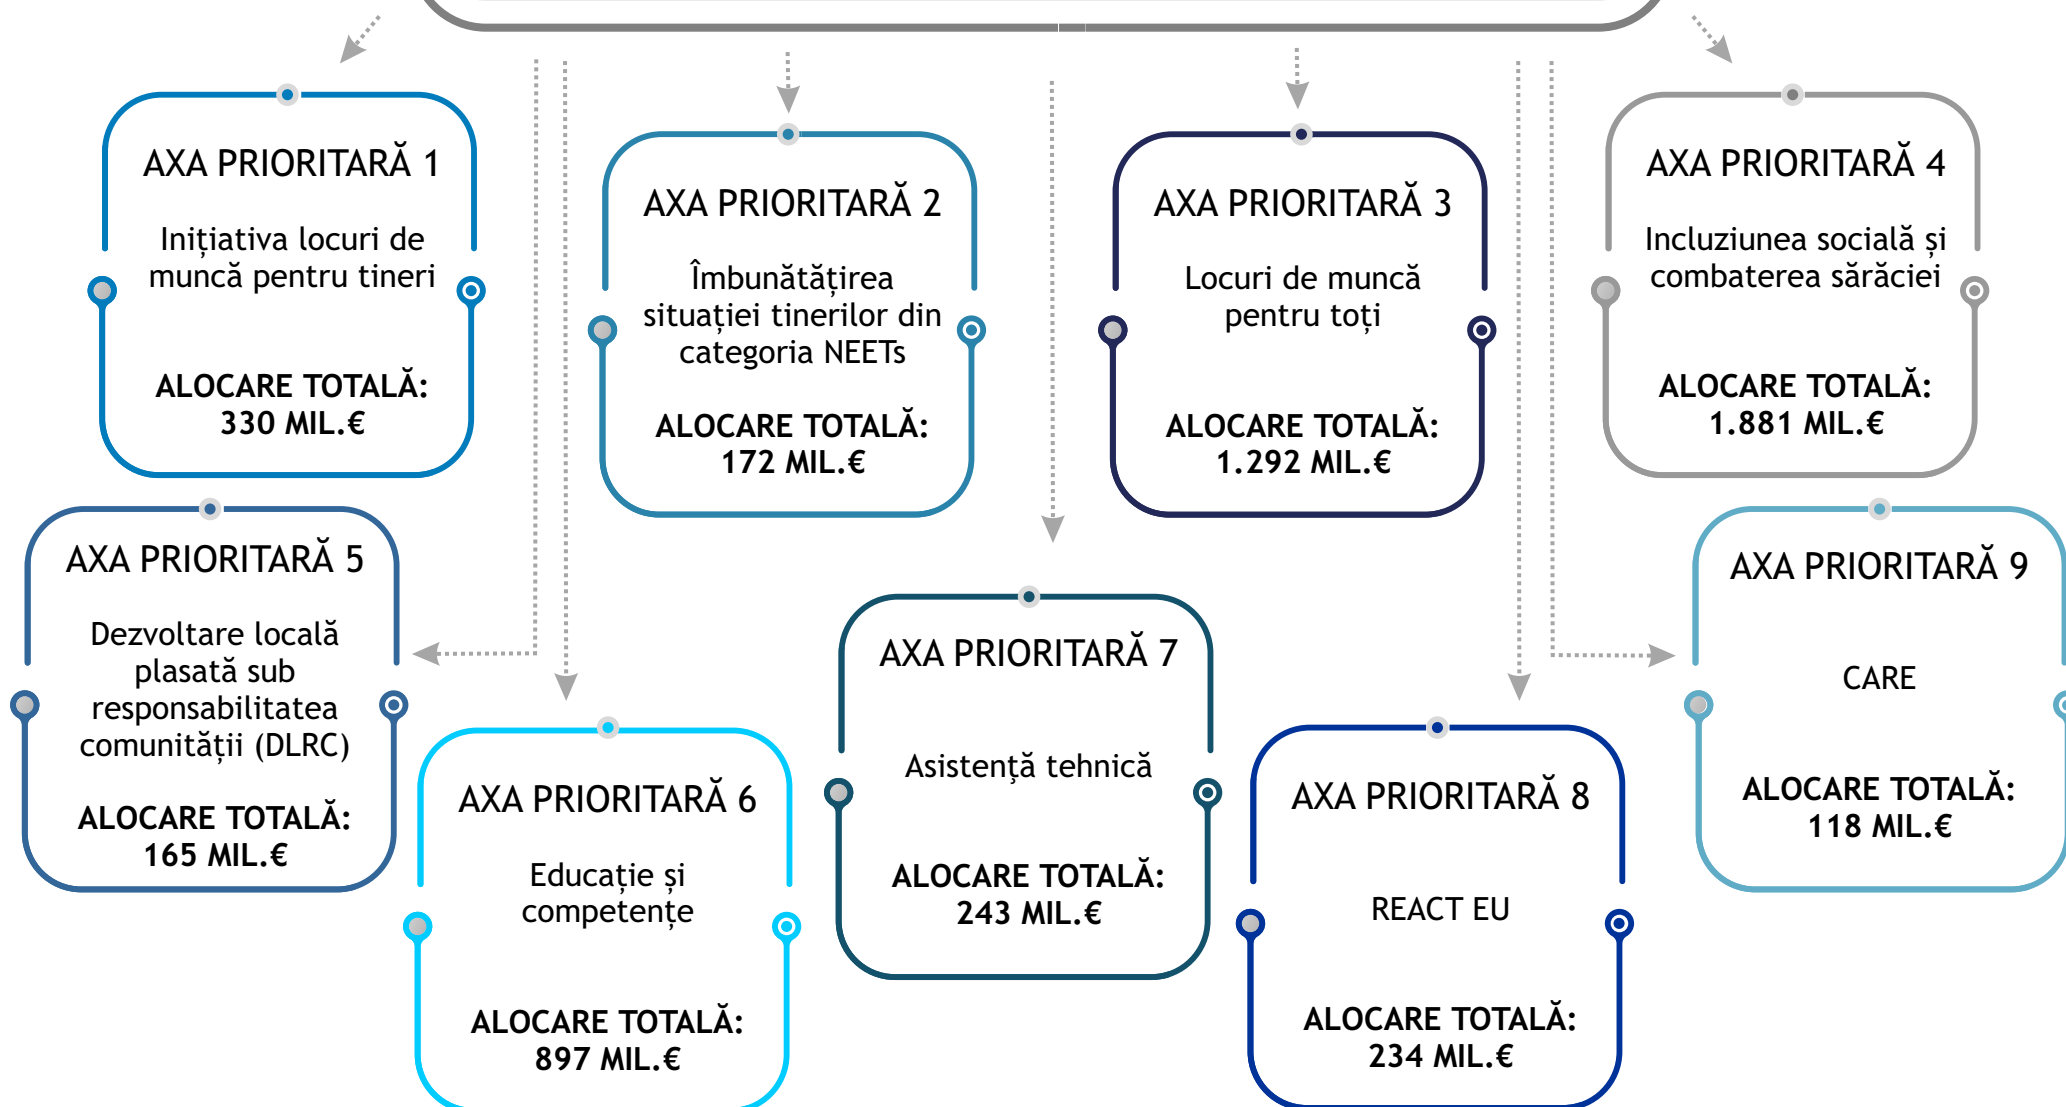 AXA PRIORITARĂ 1
Inițiativa locuri de
muncă pentru tineri
ALOCARE TOTALĂ:
330 MIL.€
AXA PRIORITARĂ 2
Îmbunătățirea
situației tinerilor din
categoria NEETs
ALOCARE TOTALĂ:
172 MIL.€
AXA PRIORITARĂ 3
Locuri de muncă
pentru toți
ALOCARE TOTALĂ:
1.292 MIL.€
AXA PRIORITARĂ 4
Incluziunea socială și
combaterea sărăciei
ALOCARE TOTALĂ:
1.881 MIL.€
AXA PRIORITARĂ 5
Dezvoltare locală
plasată sub
responsabilitatea
comunității (DLRC)
ALOCARE TOTALĂ:
165 MIL.€
AXA PRIORITARĂ 6
Educație și
competențe
ALOCARE TOTALĂ:
897 MIL.€
AXA PRIORITARĂ 7
Asistență tehnică
ALOCARE TOTALĂ:
243 MIL.€
AXA PRIORITARĂ 8
REACT EU
ALOCARE TOTALĂ:
234 MIL.€
AXA PRIORITARĂ 9
CARE
ALOCARE TOTALĂ:
118 MIL.€